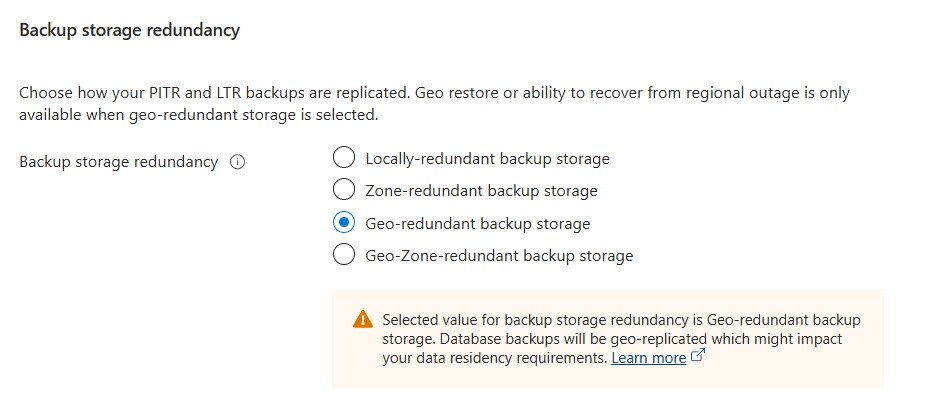 Backup storage redundancy
Choose how your PITR and LTR backups are replicated. Geo restore or ability to recover from regional outage is only
available when geo-redundant storage is selected.
Backup storage redundancy
Locally-redundant backup storage
Zone-redundant backup storage
Geo-redundant backup storage
Geo-Zone-redundant backup storage
Selected value for backup storage redundancy is Geo-redundant backup
storage. Database backups will be geo-replicated which might impact
your data residency requirements. Learn more